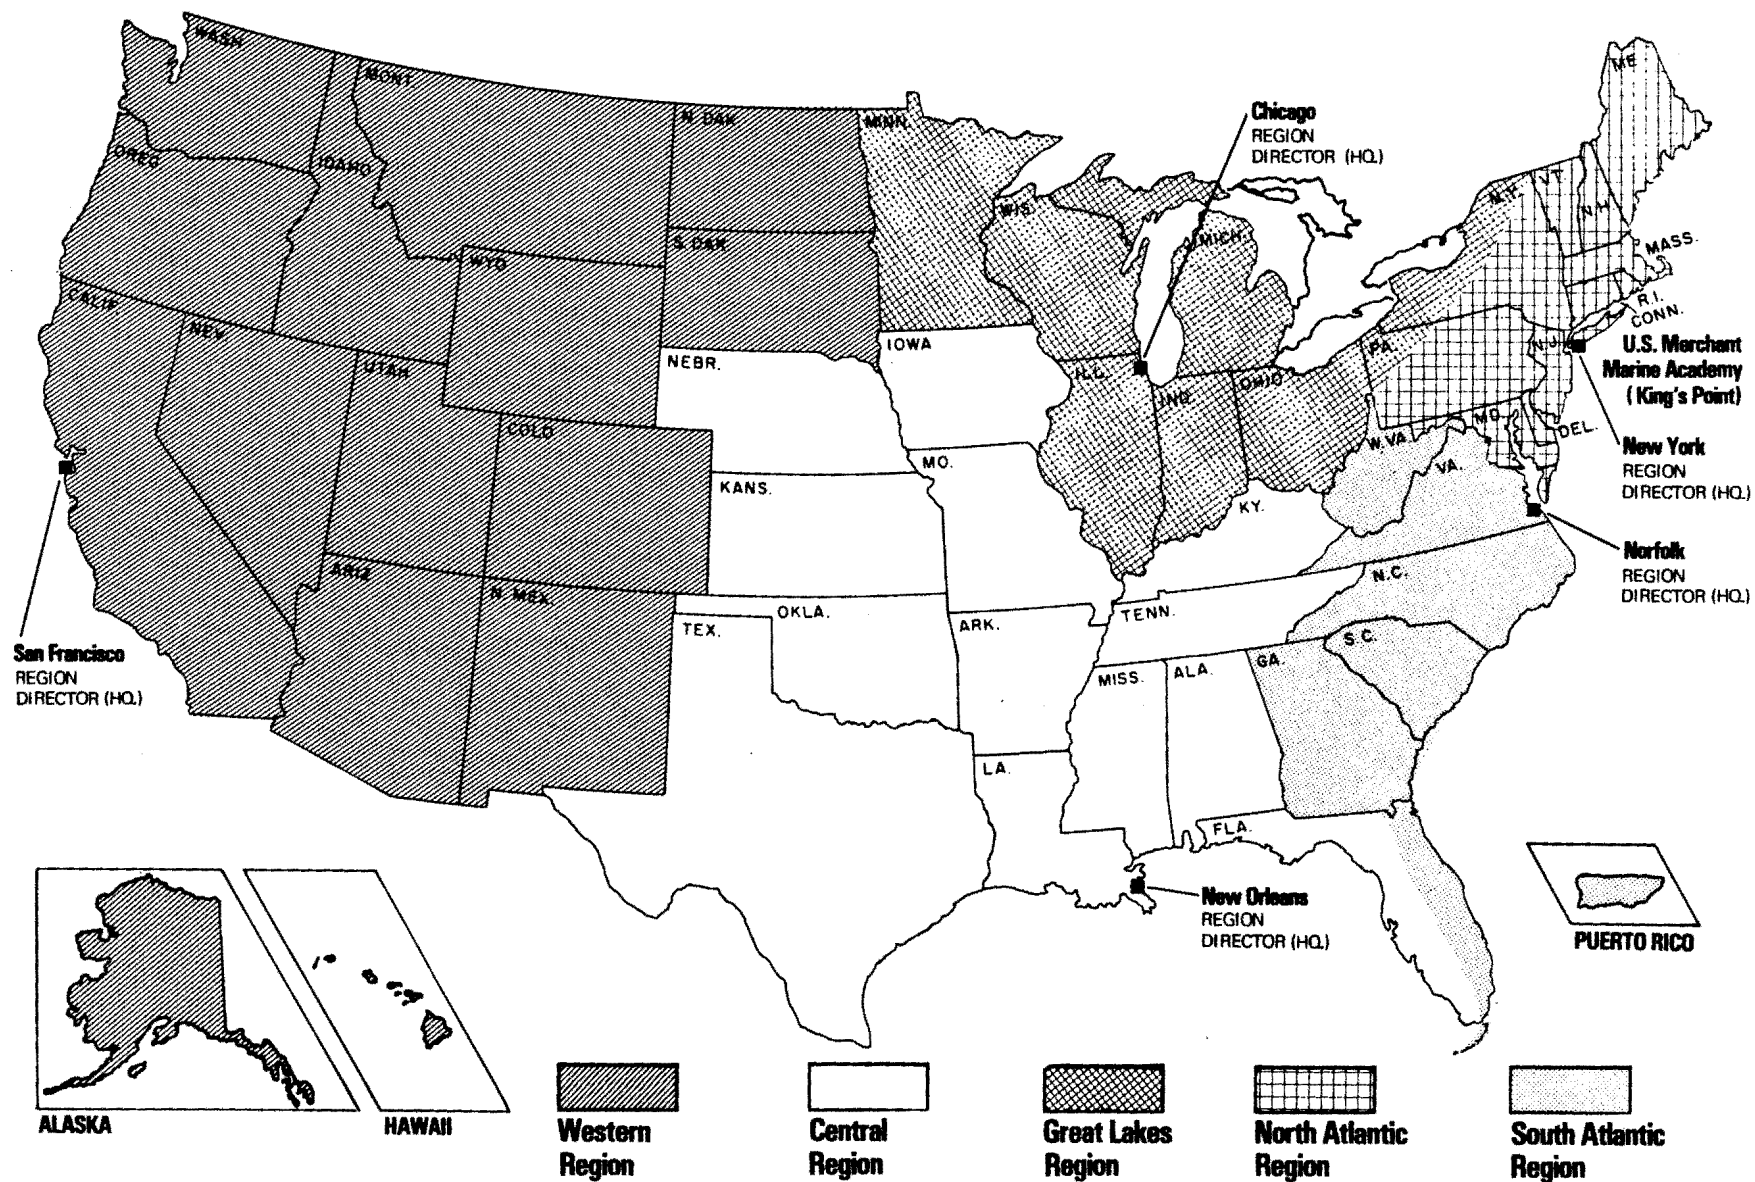 WASH
MONT.
N. DAK.
MINN.
ME
OREG
IDAHO
S. DAK.
WYO
WIS.
MICH.
N.Y.
VT.
N.H.
MASS.
R.I.
CONN.
CALIF.
NEV.
UTAH
COLO
NEBR.
IOWA
ILL.
IND.
OHIO
PA.
N.J.
MD.
DEL.
W.VA.
VA.
KANS.
MO.
KY.
ARIZ
N. MEX.
OKLA.
TEX.
ARK.
TENN.
N.C.
S.C.
MISS.
ALA.
GA.
LA.
FLA.
Chicago
REGION
DIRECTOR (HQ.)
U.S. Merchant
Marine Academy
(King's Point)
New York
REGION
DIRECTOR (HQ.)
Norfolk
REGION
DIRECTOR (HQ.)
San Francisco
REGION
DIRECTOR (HQ.)
New Orleans
REGION
DIRECTOR (HQ.)
PUERTO RICO
ALASKA
HAWAII
Western
Region
Central
Region
Great Lakes
Region
North Atlantic
Region
South Atlantic
Region